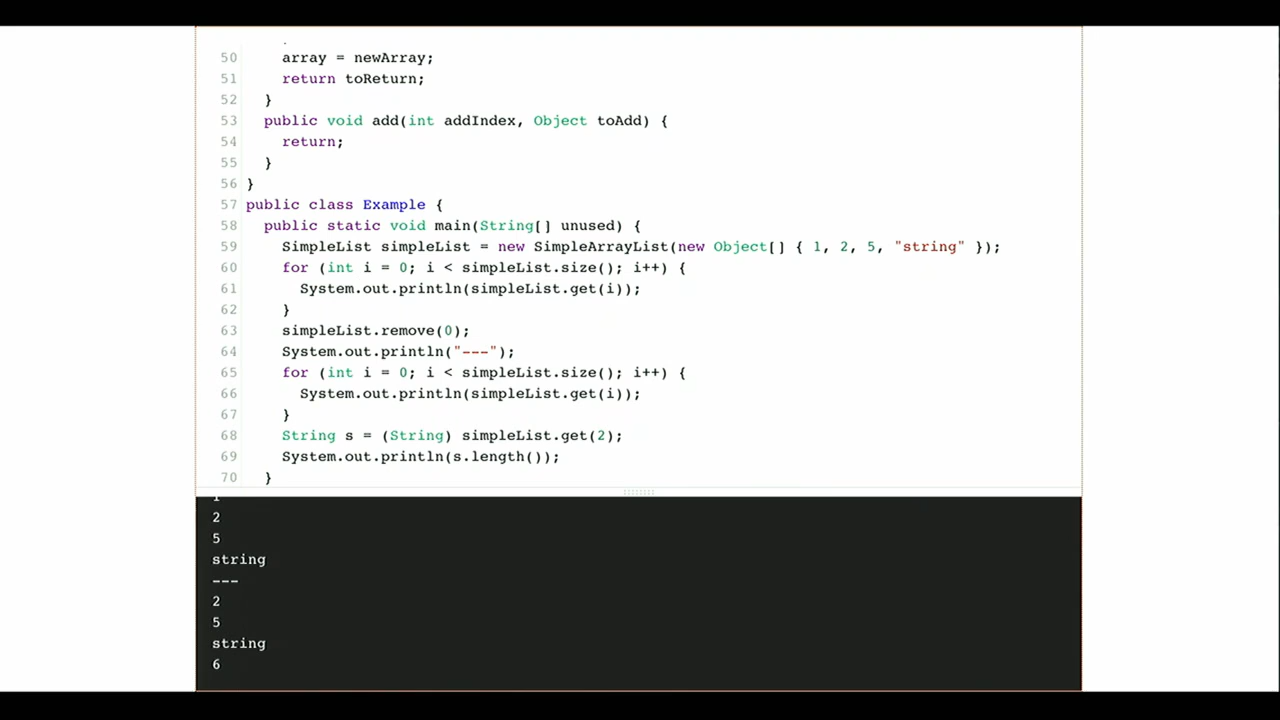 50     array = newArray;
51     return toReturn;
52   }
53   public void add(int addIndex, Object toAdd) {
54     return;
55   }
56 }
57 public class Example {
58   public static void main(String[] unused) {
59     SimpleList simpleList = new SimpleArrayList(new Object[] { 1, 2, 5, "string" });
60     for (int i = 0; i < simpleList.size(); i++) {
61       System.out.println(simpleList.get(i));
62     }
63     simpleList.remove(0);
64     System.out.println("---");
65     for (int i = 0; i < simpleList.size(); i++) {
66       System.out.println(simpleList.get(i));
67     }
68     String s = (String) simpleList.get(2);
69     System.out.println(s.length());
70   }
1
2
5
string
---
2
5
string
6